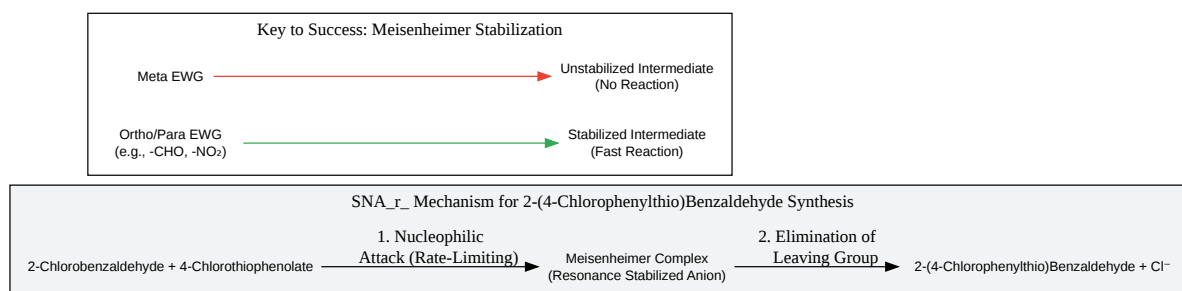 Key to Success: Meisenheimer Stabilization
Meta EWG
Unstabilized Intermediate
(No Reaction)
Ortho/Para EWG
(e.g., -CHO, -NO₂)
Stabilized Intermediate
(Fast Reaction)
SNA_r_ Mechanism for 2-(4-Chlorophenylthio)Benzaldehyde Synthesis
2-Chlorobenzaldehyde + 4-Chlorothiophenolate
1. Nucleophilic
Attack (Rate-Limiting)
Meisenheimer Complex
(Resonance Stabilized Anion)
2. Elimination of
Leaving Group
2-(4-Chlorophenylthio)Benzaldehyde + Cl⁻